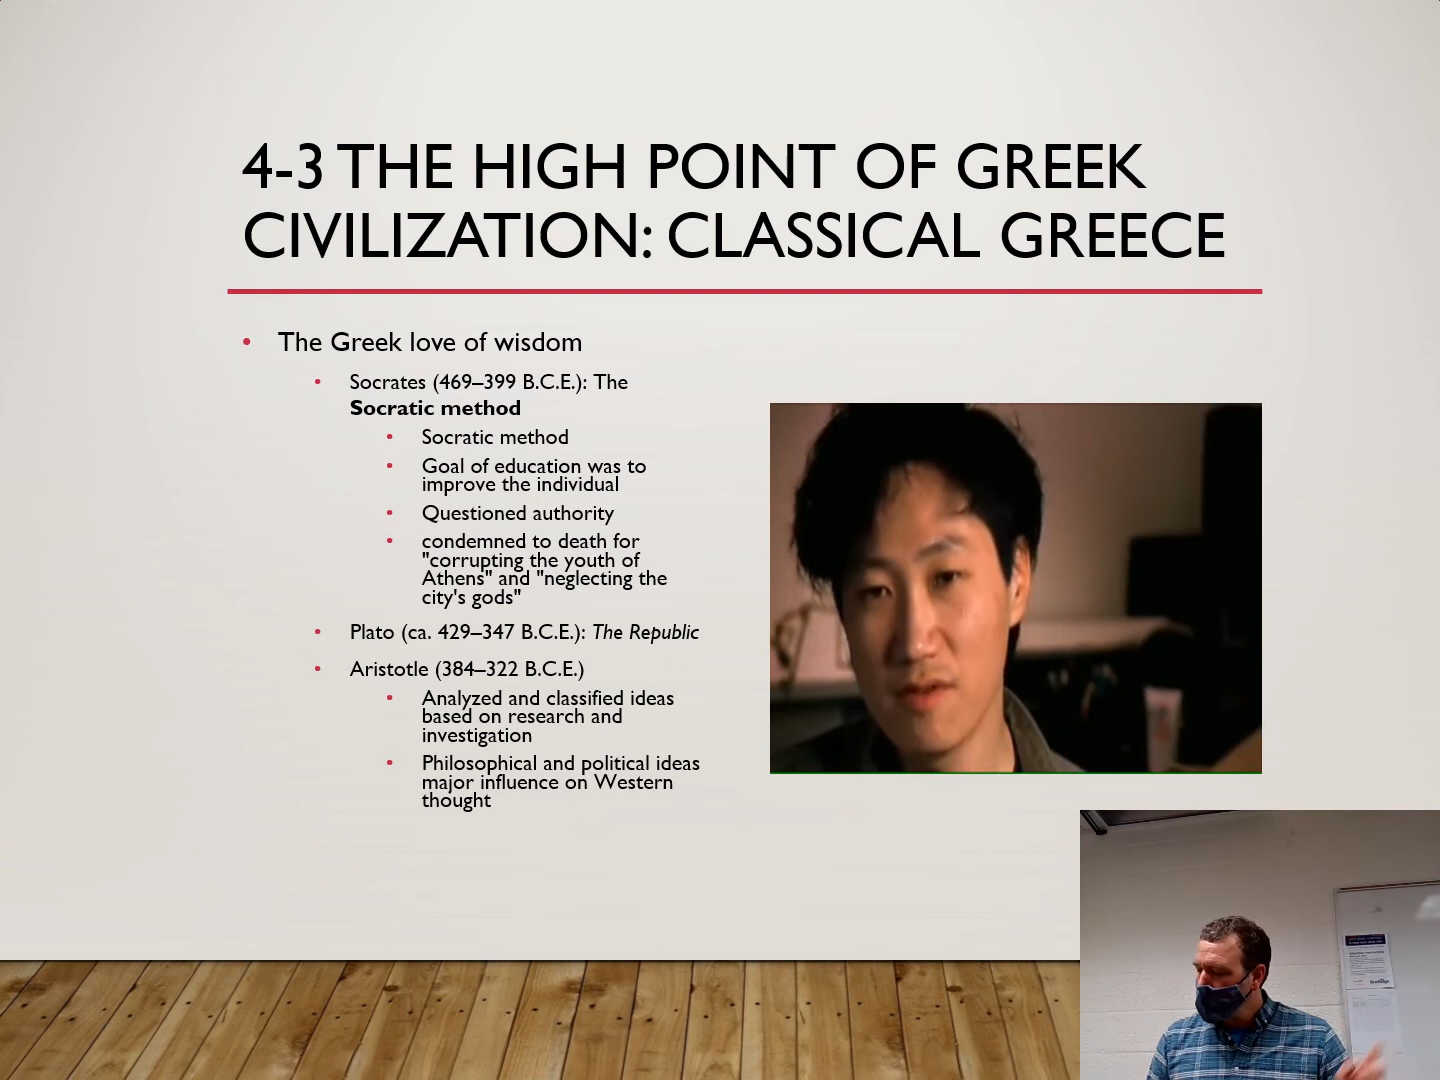 4-3 THE HIGH POINT OF GREEK
CIVILIZATION: CLASSICAL GREECE
• The Greek love of wisdom
• Socrates (469–399 B.C.E.): The
Socratic method
• Socratic method
• Goal of education was to
improve the individual
• Questioned authority
• condemned to death for
"corrupting the youth of
Athens" and "neglecting the
city's gods"
• Plato (ca. 429–347 B.C.E.): The Republic
• Aristotle (384–322 B.C.E.)
• Analyzed and classified ideas
based on research and
investigation
• Philosophical and political ideas
major influence on Western
thought